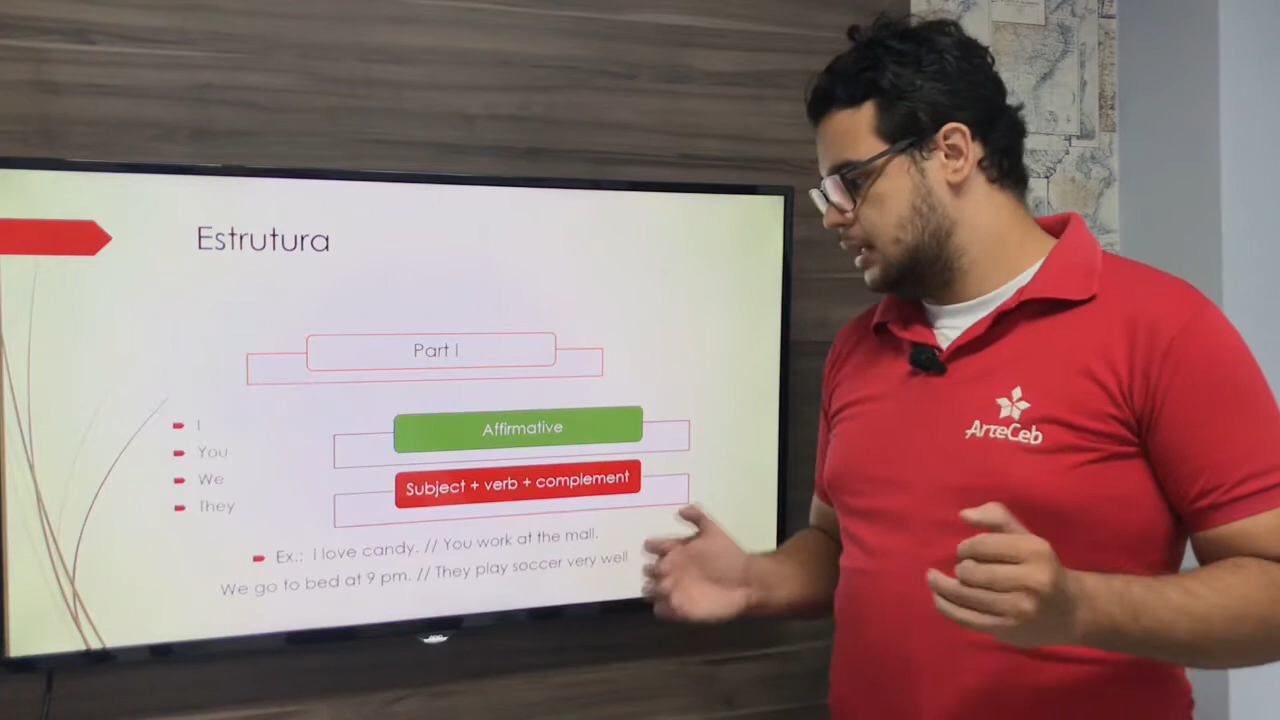 Estrutura
Part I
I
You
We
They
Affirmative
Subject + verb + complement
Ex.: I love candy. // You work at the mall.
We go to bed at 9 pm. // They play soccer very well
ArteCeb